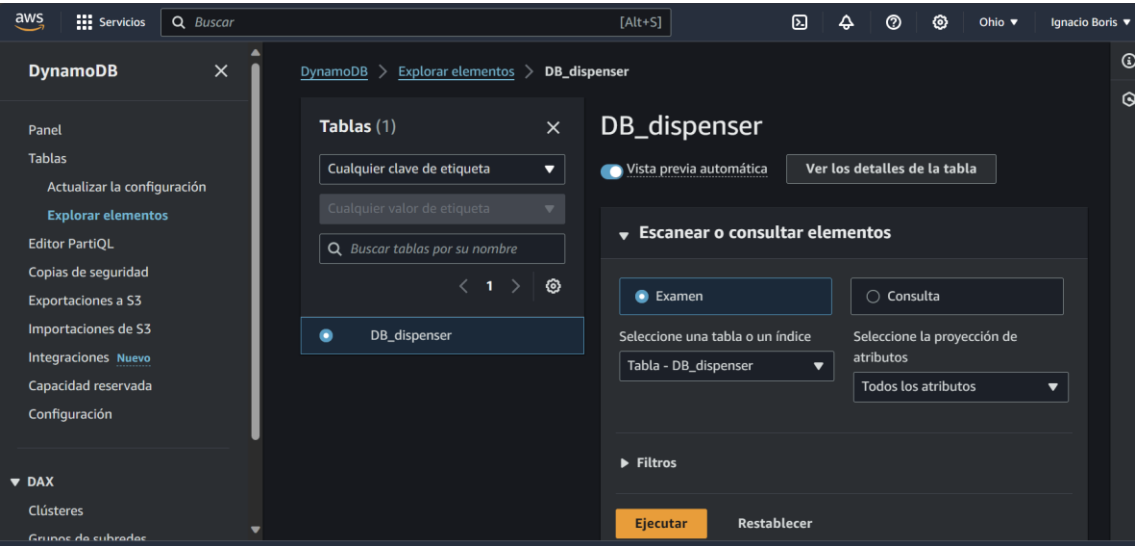 aws Servicios Buscar [Alt+S] Ohio Ignacio Boris
DynamoDB
Panel
Tablas
Actualizar la configuración
Explorar elementos
Editor PartiQL
Copias de seguridad
Exportaciones a S3
Importaciones de S3
Integraciones Nuevo
Capacidad reservada
Configuración
DAX
Clústeres
Grupos de subredes
DynamoDB > Explorar elementos > DB_dispenser
Tablas (1)
Cualquier clave de etiqueta
Cualquier valor de etiqueta
Buscar tablas por su nombre
< 1 >
DB_dispenser
DB_dispenser
Vista previa automática Ver los detalles de la tabla
Escanear o consultar elementos
Examen Consulta
Seleccione una tabla o un índice
Tabla - DB_dispenser
Seleccione la proyección de
atributos
Todos los atributos
Filtros
Ejecutar Restablecer